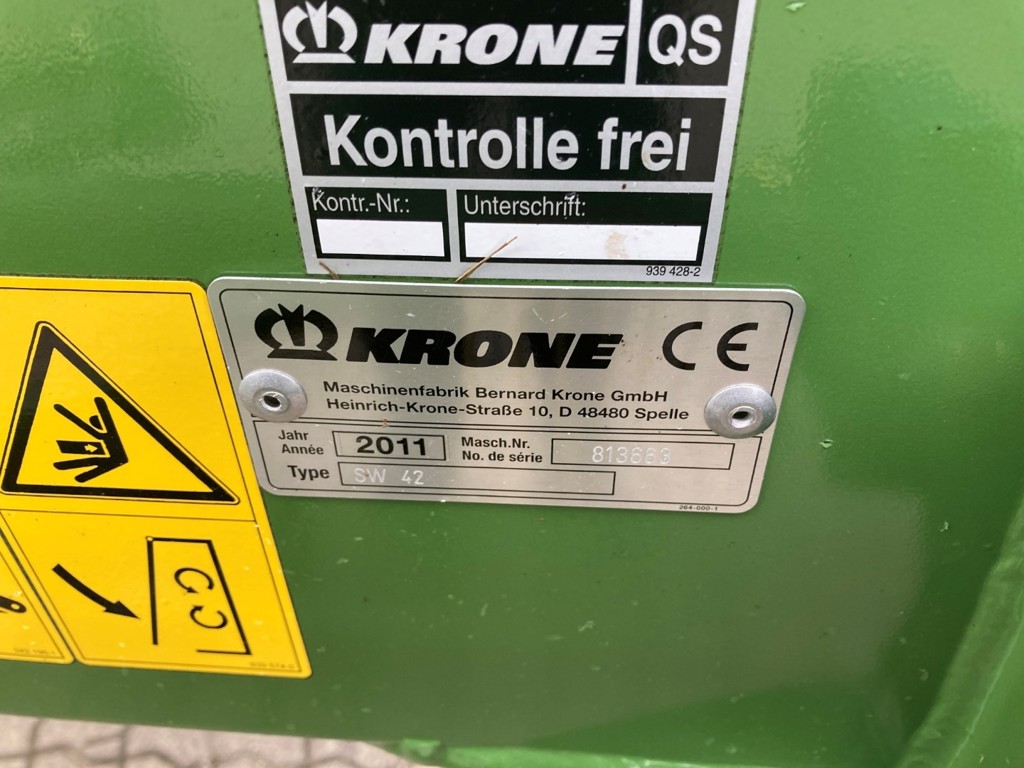 KRONE QS
Kontrolle frei
Kontr.-Nr.: Unterschrift:
939 428-2
KRONE CE
Maschinenfabrik Bernard Krone GmbH
Heinrich-Krone-Straße 10, D 48480 Spelle
Jahr
Année 2011 Masch.Nr.
No. de série
Type SW 42
264-000-1